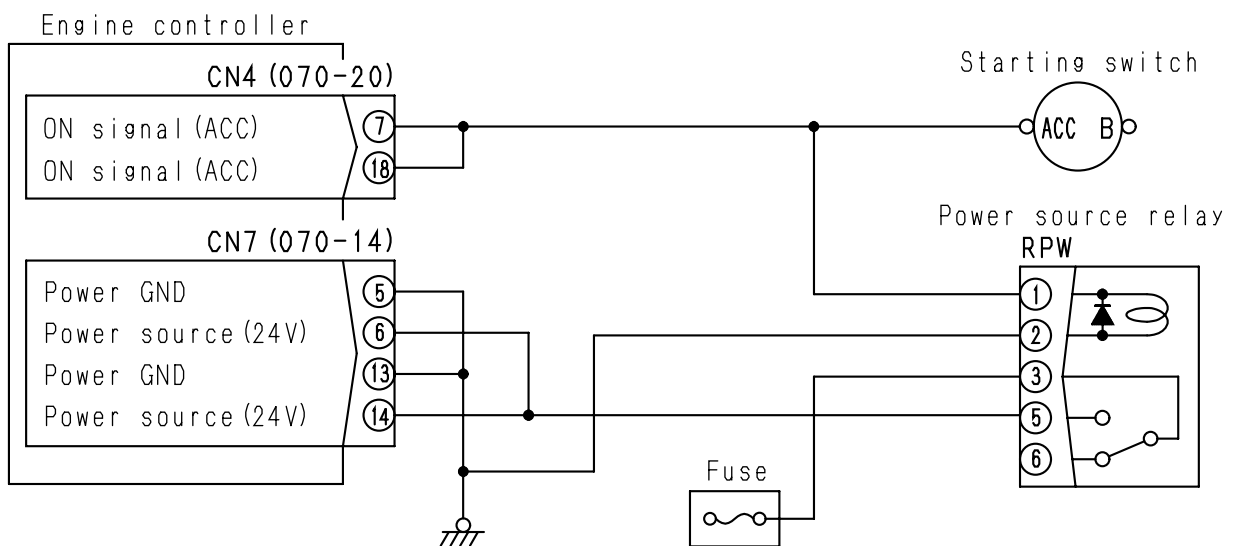 Engine controller
CN4 (070-20)
ON signal (ACC) 7
ON signal (ACC) 18
Starting switch
ACC B
CN7 (070-14)
Power GND 5
Power source (24V) 6
Power GND 13
Power source (24V) 14
Power source relay
RPW
1
2
3
5
6
Fuse